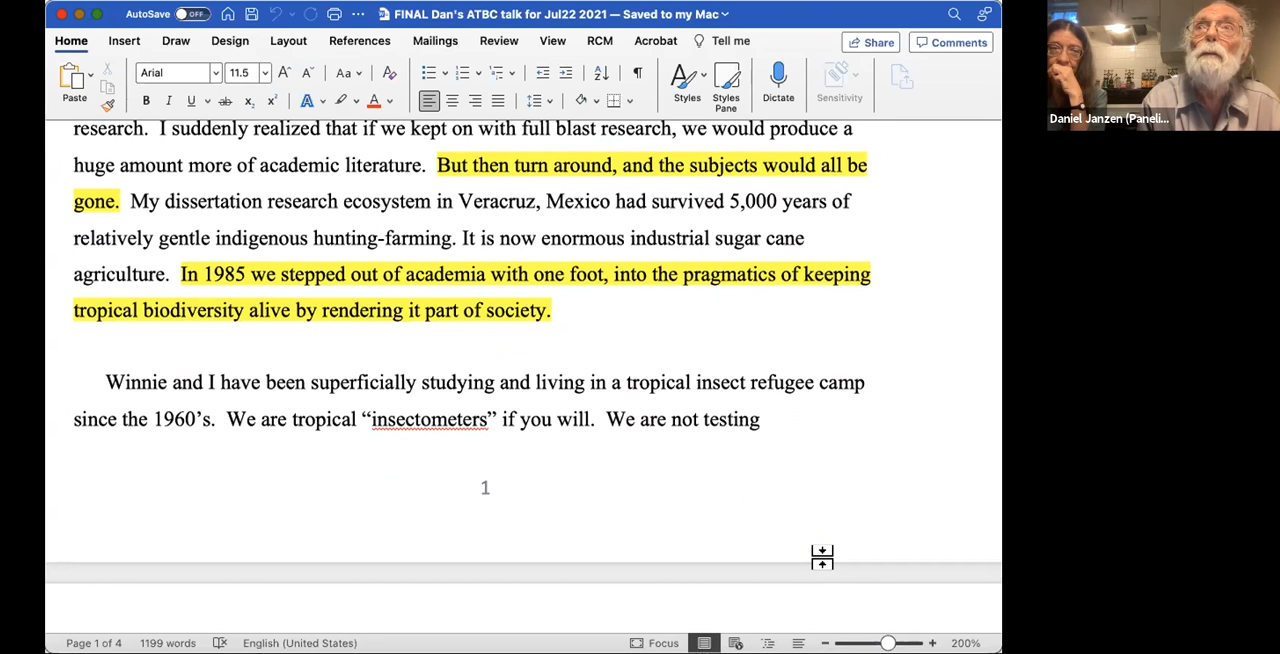 AutoSave OFF FINAL Dan's ATBC talk for Jul22 2021 — Saved to my Mac
Home Insert Draw Design Layout References Mailings Review View RCM Acrobat Tell me Share Comments
Arial 11.5
Paste B I U ab x₂ x² A Styles Styles Pane Dictate Sensitivity
research. I suddenly realized that if we kept on with full blast research, we would produce a
huge amount more of academic literature. But then turn around, and the subjects would all be
gone. My dissertation research ecosystem in Veracruz, Mexico had survived 5,000 years of
relatively gentle indigenous hunting-farming. It is now enormous industrial sugar cane
agriculture. In 1985 we stepped out of academia with one foot, into the pragmatics of keeping
tropical biodiversity alive by rendering it part of society.
Winnie and I have been superficially studying and living in a tropical insect refugee camp
since the 1960's. We are tropical “insectometers” if you will. We are not testing
1
Page 1 of 4 1199 words English (United States) Focus 200%
Daniel Janzen (Paneli...